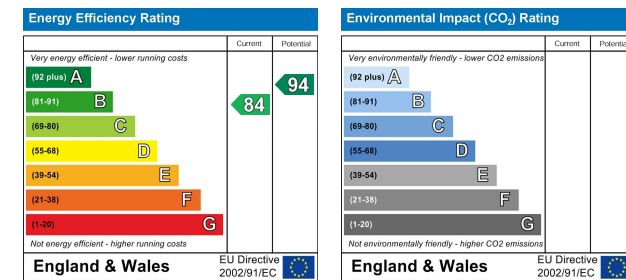 Energy Efficiency Rating
Current Potential
Very energy efficient - lower running costs
(92 plus) A
94
(81-91) B
84
(69-80) C
(55-68) D
(39-54) E
(21-38) F
(1-20) G
Not energy efficient - higher running costs
England & Wales
EU Directive
2002/91/EC
Environmental Impact (CO₂) Rating
Current Potential
Very environmentally friendly - lower CO2 emissions
(92 plus) A
(81-91) B
(69-80) C
(55-68) D
(39-54) E
(21-38) F
(1-20) G
Not environmentally friendly - higher CO2 emissions
England & Wales
EU Directive
2002/91/EC